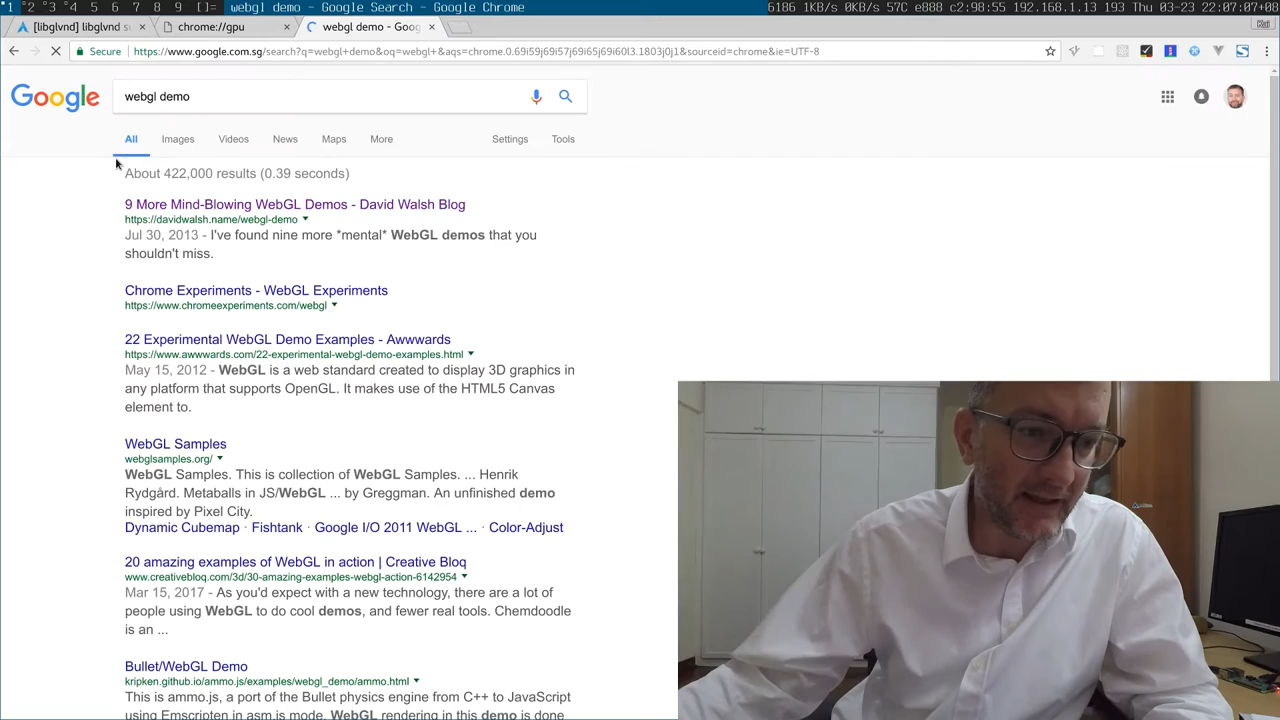 1 2 3 4 5 6 7 8 9 []= webgl demo - Google Search - Google Chrome 6186 1KB/s 0KB/s 57C e888 c2:98:55 192.168.1.13 193 Thu 03-23 22:07:07+08
[libglvnd] libglvnd su × chrome://gpu × webgl demo - Goog × Kai
Secure https://www.google.com.sg/search?q=webgl+demo&oq=webgl+&aqs=chrome.0.69i59j69i57j69i65j69i60l3.1803j0j1&sourceid=chrome&ie=UTF-8
Google webgl demo
All Images Videos News Maps More Settings Tools
About 422,000 results (0.39 seconds)
9 More Mind-Blowing WebGL Demos - David Walsh Blog
https://davidwalsh.name/webgl-demo
Jul 30, 2013 - I've found nine more *mental* WebGL demos that you
shouldn't miss.
Chrome Experiments - WebGL Experiments
https://www.chromeexperiments.com/webgl
22 Experimental WebGL Demo Examples - Awwwards
https://www.awwwards.com/22-experimental-webgl-demo-examples.html
May 15, 2012 - WebGL is a web standard created to display 3D graphics in
any platform that supports OpenGL. It makes use of the HTML5 Canvas
element to.
WebGL Samples
webglsamples.org/
WebGL Samples. This is collection of WebGL Samples. ... Henrik
Rydgård. Metaballs in JS/WebGL ... by Greggman. An unfinished demo
inspired by Pixel City.
Dynamic Cubemap · Fishtank · Google I/O 2011 WebGL ... · Color-Adjust
20 amazing examples of WebGL in action | Creative Bloq
www.creativebloq.com/3d/30-amazing-examples-webgl-action-6142954
Mar 15, 2017 - As you'd expect with a new technology, there are a lot of
people using WebGL to do cool demos, and fewer real tools. Chemdoodle
is an ...
Bullet/WebGL Demo
kripken.github.io/ammo.js/examples/webgl_demo/ammo.html
This is ammo.js, a port of the Bullet physics engine from C++ to JavaScript
using Emscripten in asm.js mode. WebGL rendering in this demo is done